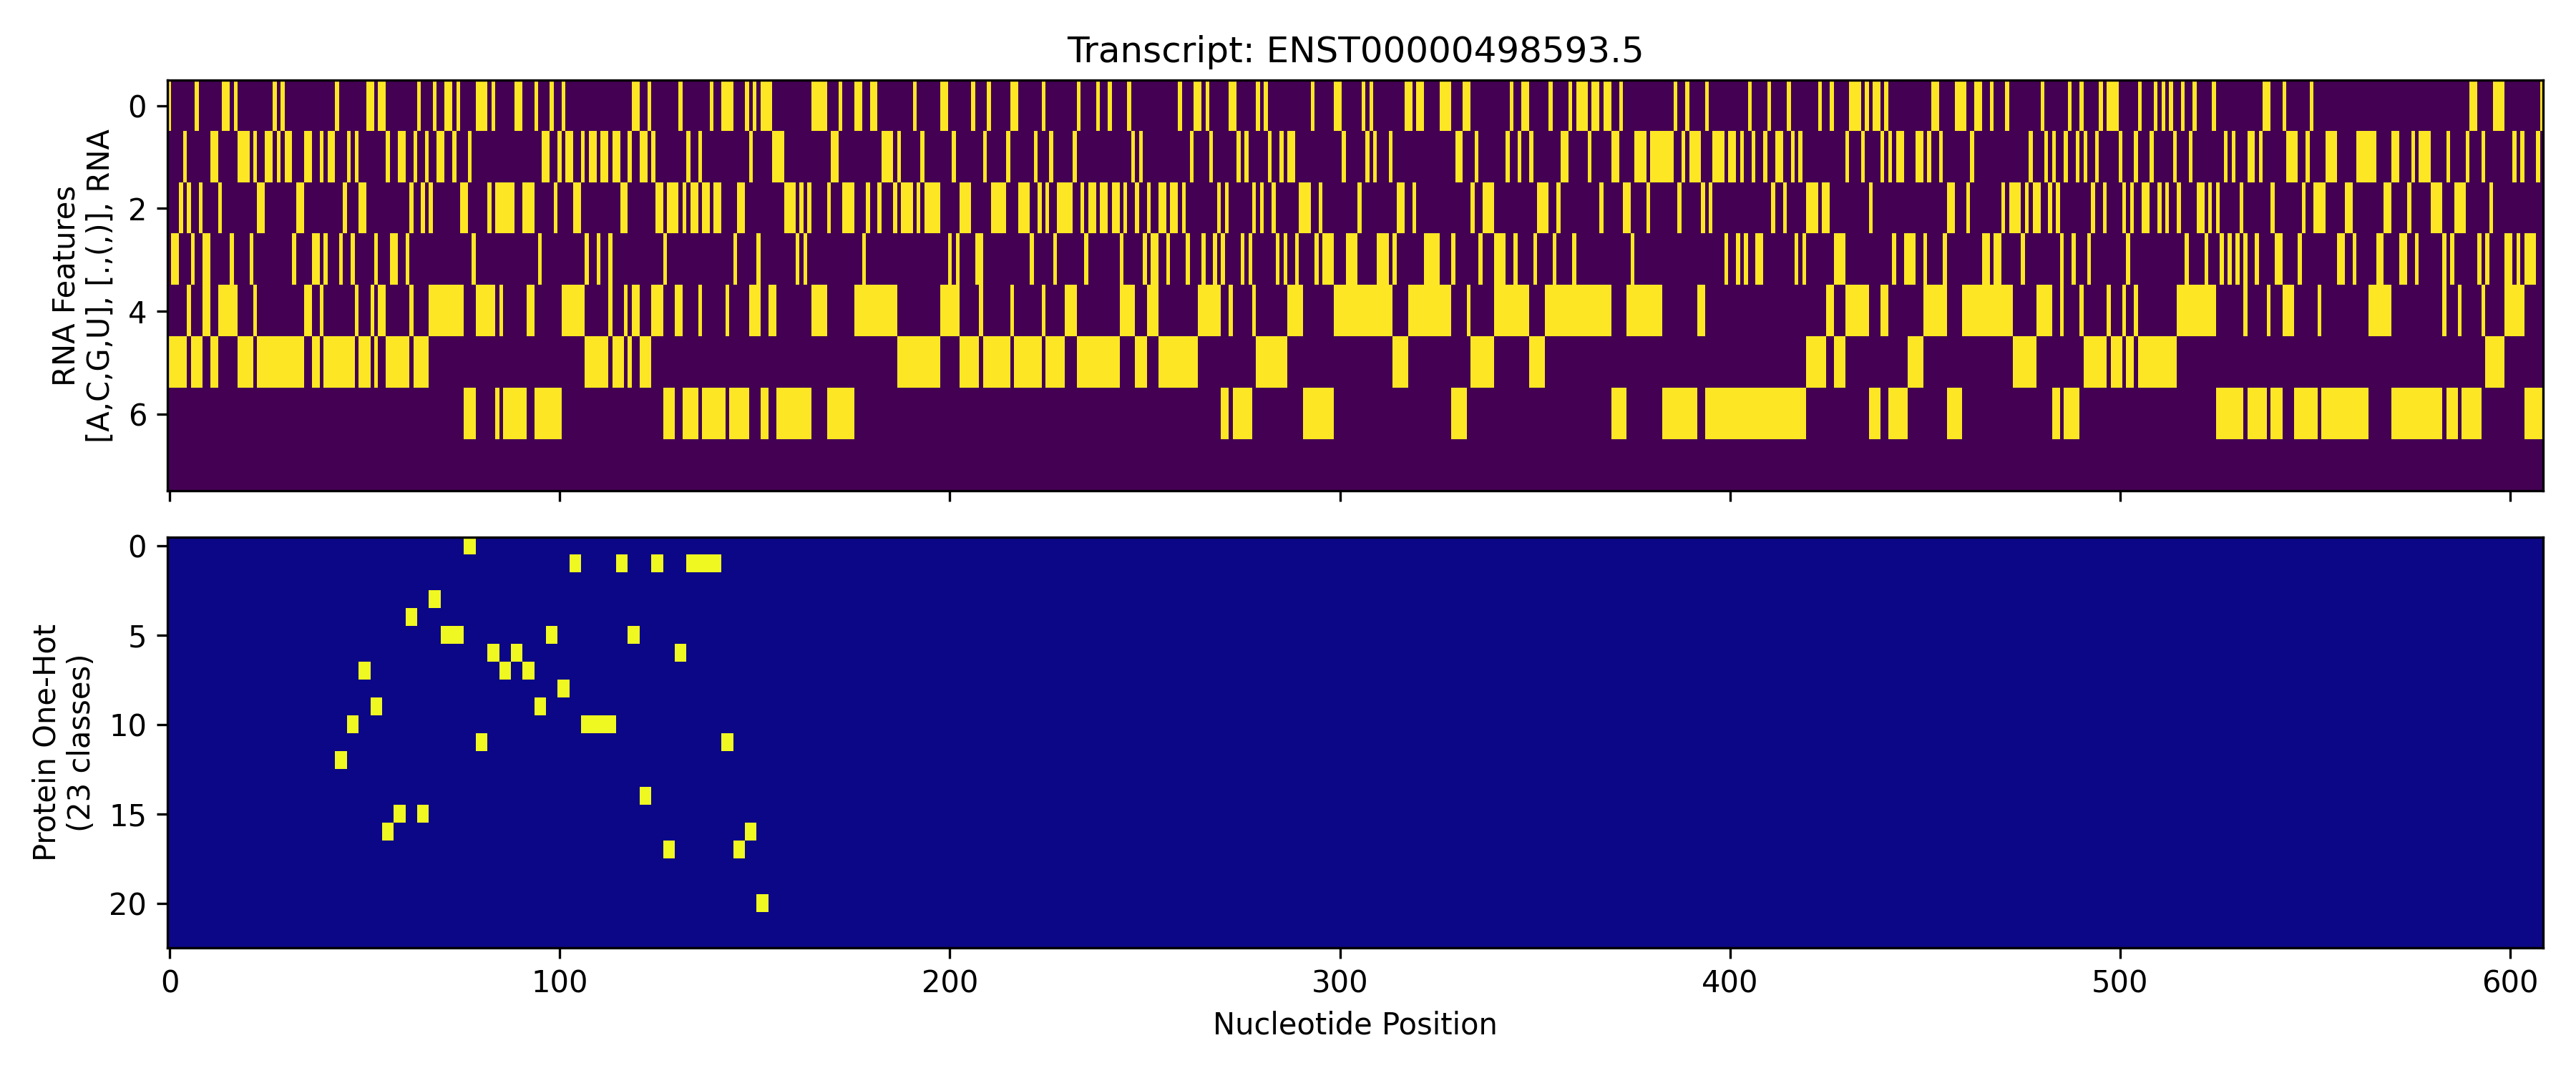 Transcript: ENST00000498593.5
RNA Features
[A,C,G,U], [.,(,)], RNA
0
2
4
6
Protein One-Hot
(23 classes)
0
5
10
15
20
0 100 200 300 400 500 600
Nucleotide Position